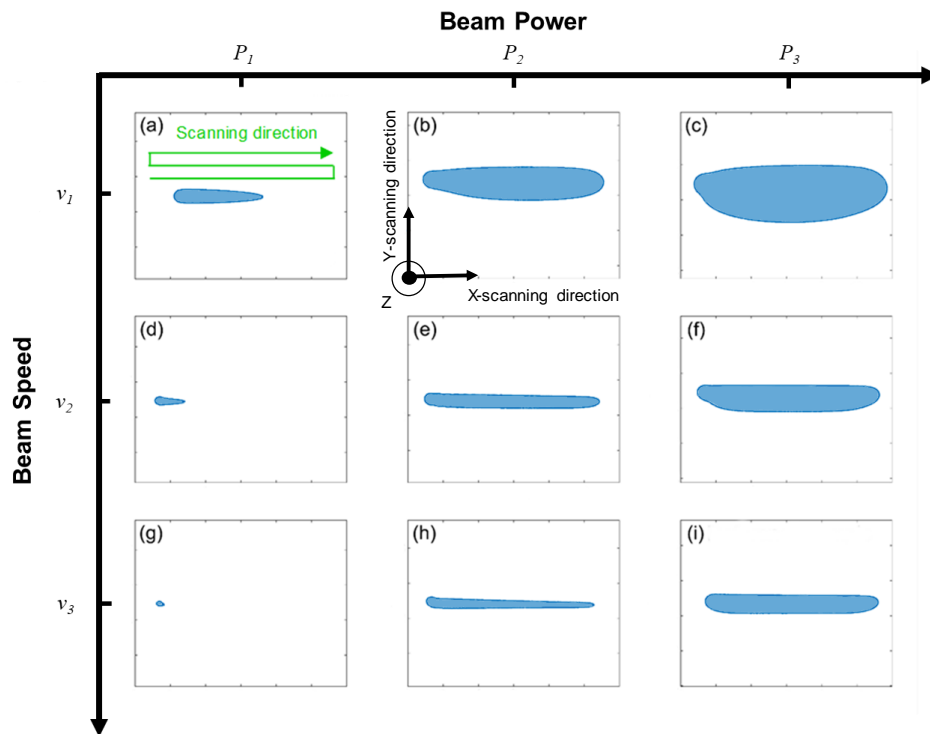 Beam Power
P1
P2
P3
(a)
Scanning direction
(b)
(c)
v1
Y-scanning direction
Z
X-scanning direction
(d)
(e)
(f)
Beam Speed
v2
(g)
(h)
(i)
v3